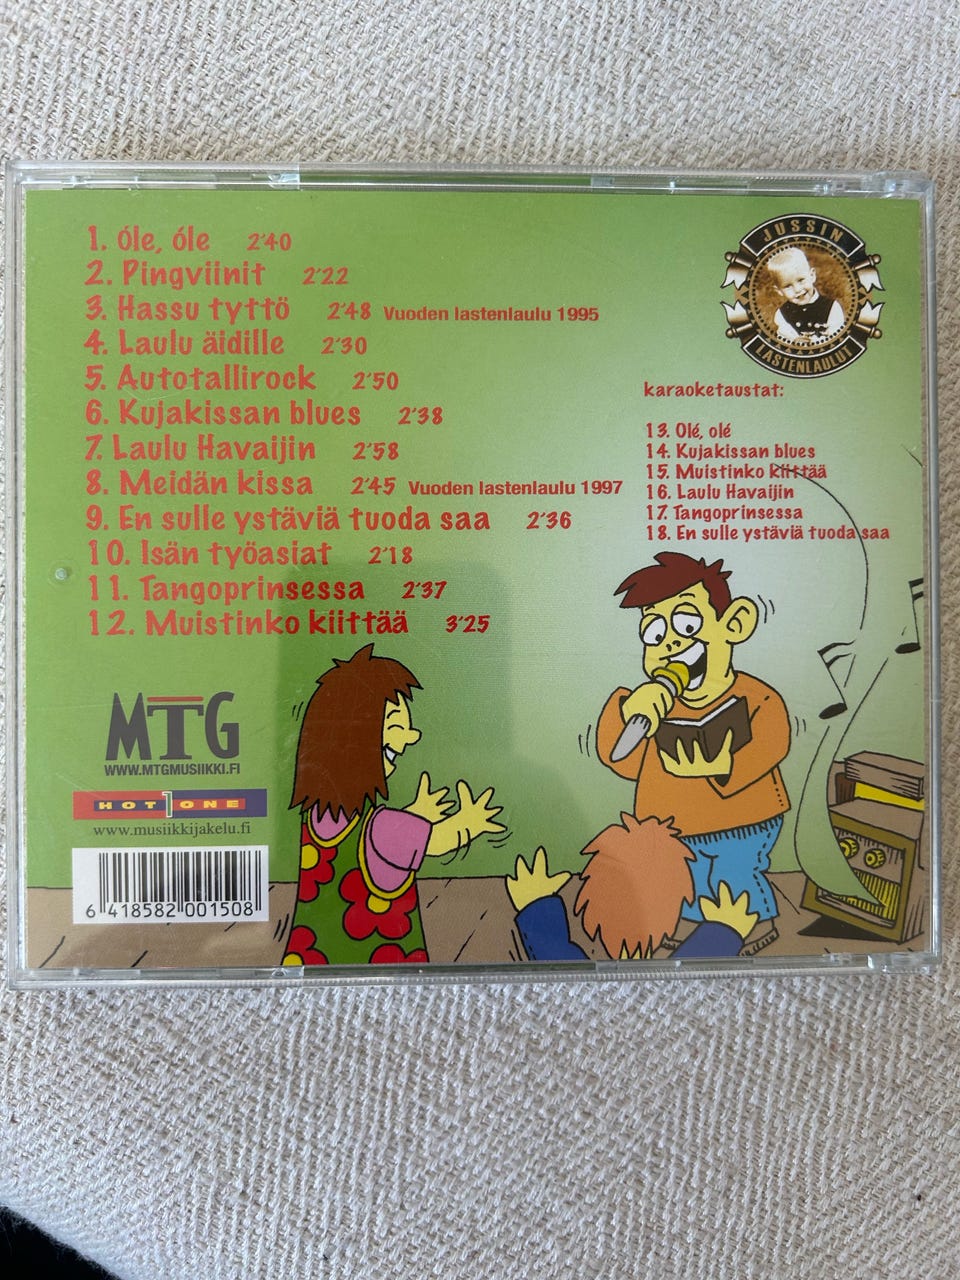 1. Óle, óle 2'40
2. Pingviinit 2'22
3. Hassu tyttö 2'48 Vuoden lastenlaulu 1995
4. Laulu äidille 2'30
5. Autotallirock 2'50
6. Kujakissan blues 2'38
7. Laulu Havaijin 2'58
8. Meidän kissa 2'45 Vuoden lastenlaulu 1997
9. En sulle ystäviä tuoda saa 2'36
10. Isän työasiat 2'18
11. Tangoprinsessa 2'37
12. Muistinko kiittää 3'25
JUSSIN
LASTENLAULUT
karaoketaustat:
13. Olé, olé
14. Kujakissan blues
15. Muistinko kiittää
16. Laulu Havaijin
17. Tangoprinsessa
18. En sulle ystäviä tuoda saa
MTG
WWW.MTGMUSIIKKI.FI
HOT 1 ONE
www.musiikkijakelu.fi
6 418582 001508